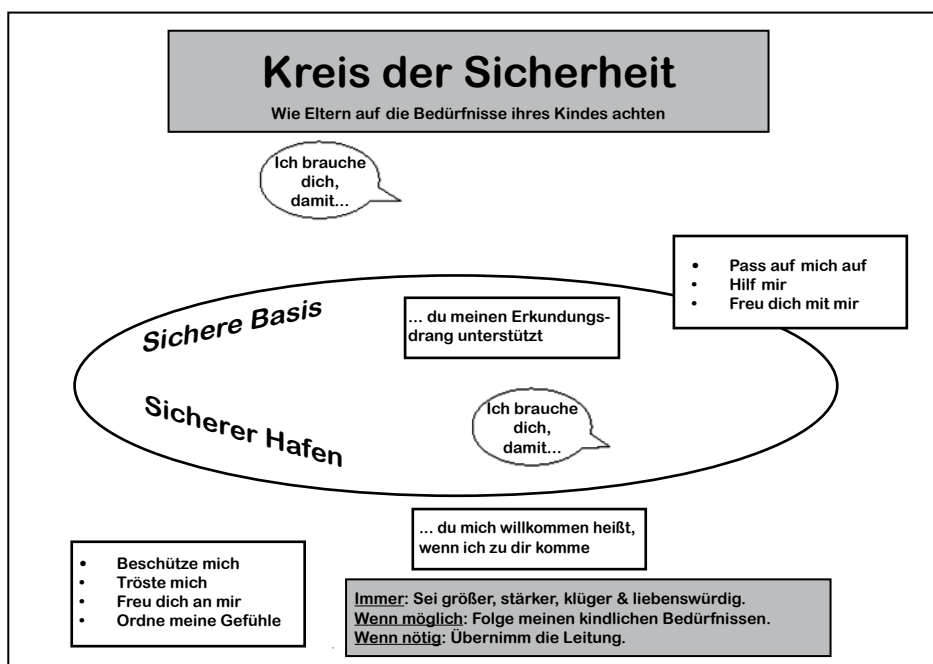 Kreis der Sicherheit
Wie Eltern auf die Bedürfnisse ihres Kindes achten
Ich brauche
dich,
damit...
• Pass auf mich auf
• Hilf mir
• Freu dich mit mir
Sichere Basis
... du meinen Erkundungs-
drang unterstützt
Sicherer Hafen
Ich brauche
dich,
damit...
... du mich willkommen heißt,
wenn ich zu dir komme
• Beschütze mich
• Tröste mich
• Freu dich an mir
• Ordne meine Gefühle
Immer: Sei größer, stärker, klüger & liebenswürdig.
Wenn möglich: Folge meinen kindlichen Bedürfnissen.
Wenn nötig: Übernimm die Leitung.